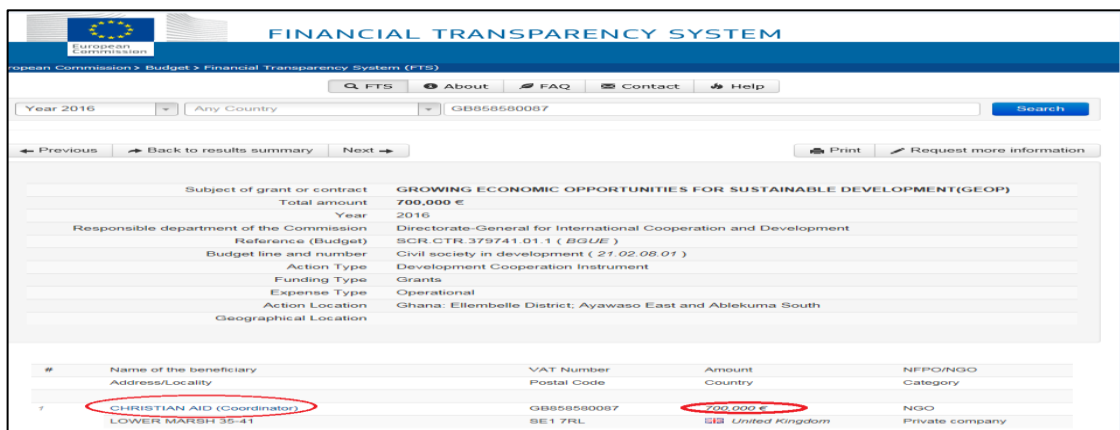 FINANCIAL TRANSPARENCY SYSTEM
European
Commission
ropean Commission > Budget > Financial Transparency System (FTS)
FTS About FAQ Contact Help
Year 2016 Any Country GB858580087 Search
Previous Back to results summary Next Print Request more information
Subject of grant or contract GROWING ECONOMIC OPPORTUNITIES FOR SUSTAINABLE DEVELOPMENT(GEOP)
Total amount 700,000 €
Year 2016
Responsible department of the Commission Directorate-General for International Cooperation and Development
Reference (Budget) SCR.CTR.379741.01.1 ( BGUE )
Budget line and number Civil society in development ( 21.02.08.01 )
Action Type Development Cooperation Instrument
Funding Type Grants
Expense Type Operational
Action Location Ghana: Ellembelle District; Ayawaso East and Ablekuma South
Geographical Location
# Name of the beneficiary VAT Number Amount NFPO/NGO
Address/Locality Postal Code Country Category
1 CHRISTIAN AID (Coordinator) GB858580087 700,000 € NGO
LOWER MARSH 35-41 SE1 7RL United Kingdom Private company